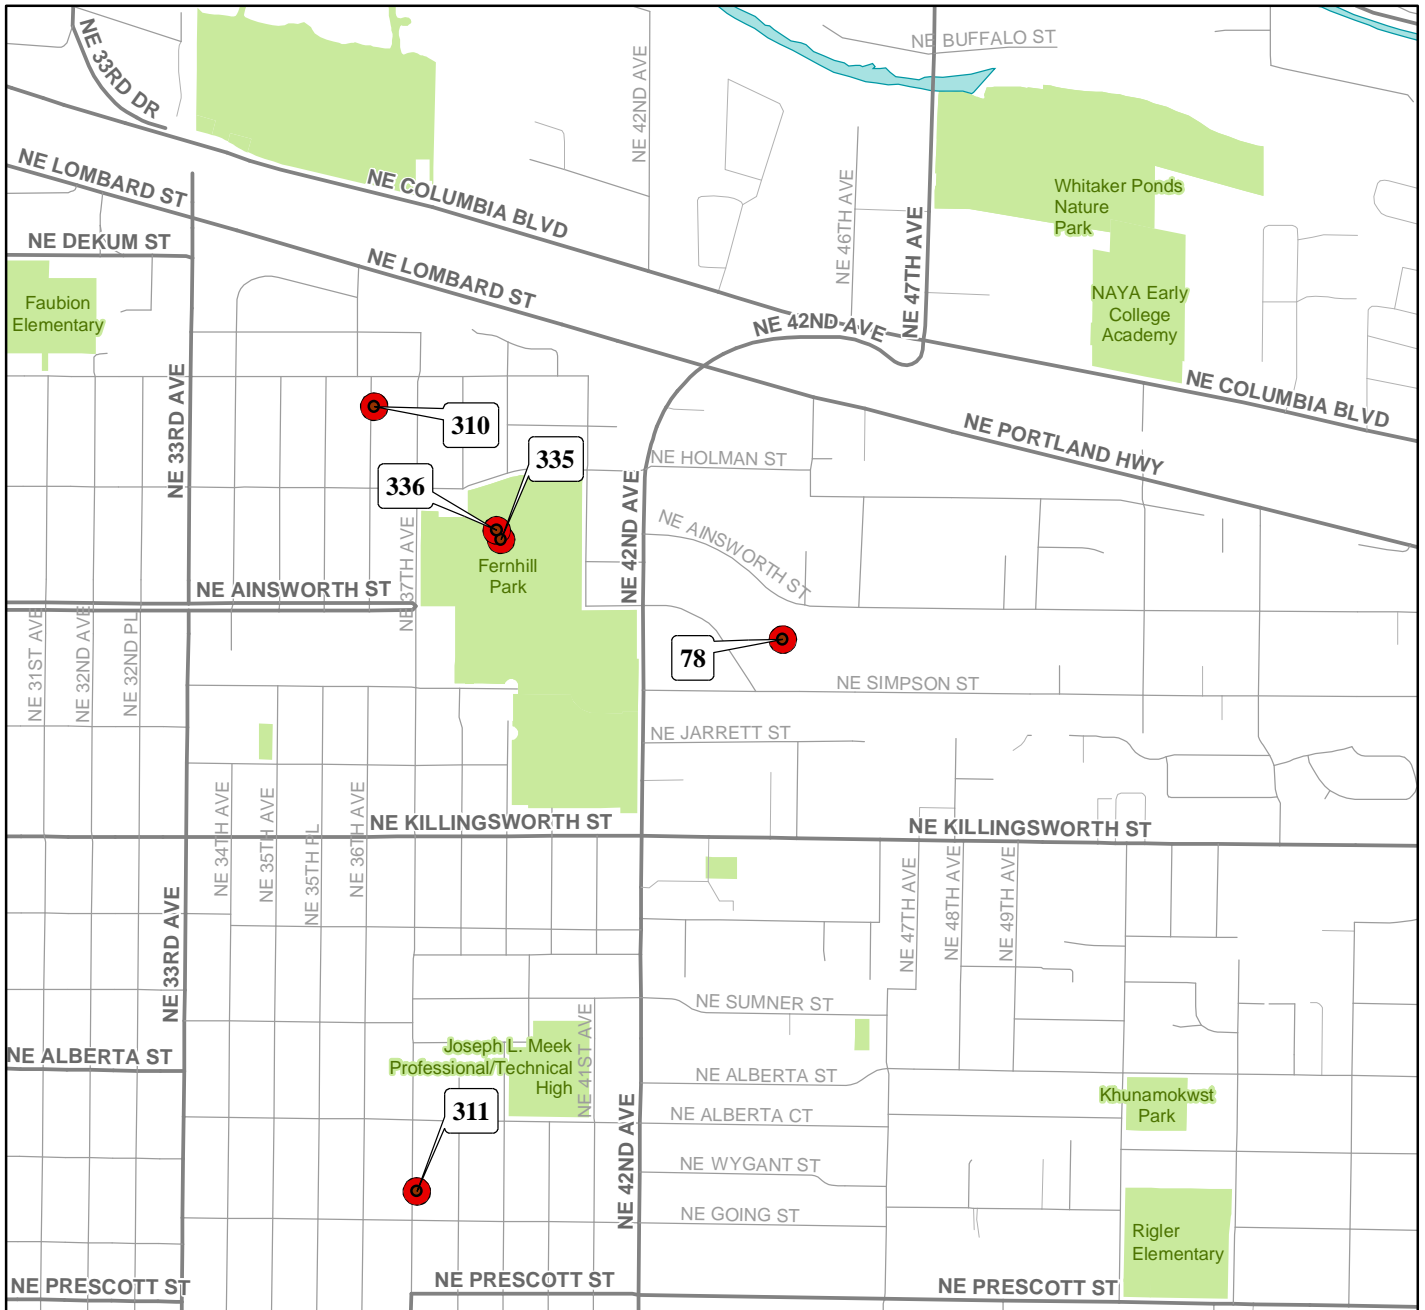 NE 33RD DR
NE 42ND AVE
NE BUFFALO ST
NE LOMBARD ST
NE COLUMBIA BLVD
NE 46TH AVE
NE 47TH AVE
Whitaker Ponds
Nature
Park
NE DEKUM ST
NE LOMBARD ST
Faubion
Elementary
NE 42ND AVE
NAYA Early
College
Academy
NE COLUMBIA BLVD
NE 33RD AVE
310
335
336
NE PORTLAND HWY
NE HOLMAN ST
NE 42ND AVE
NE 37TH AVE
NE AINSWORTH ST
Fernhill
Park
NE AINSWORTH ST
NE 31ST AVE
NE 32ND AVE
NE 32ND PL
78
NE SIMPSON ST
NE JARRETT ST
NE 34TH AVE
NE 35TH AVE
NE 35TH PL
NE 36TH AVE
NE KILLINGSWORTH ST
NE KILLINGSWORTH ST
NE 33RD AVE
NE 47TH AVE
NE 48TH AVE
NE 49TH AVE
NE SUMNER ST
NE ALBERTA ST
Joseph L. Meek
Professional/Technical
High
NE 41ST AVE
NE ALBERTA ST
NE ALBERTA CT
Khunamokwst
Park
311
NE 42ND AVE
NE WYGANT ST
NE GOING ST
Rigler
Elementary
NE PRESCOTT ST
NE PRESCOTT ST
NE PRESCOTT ST